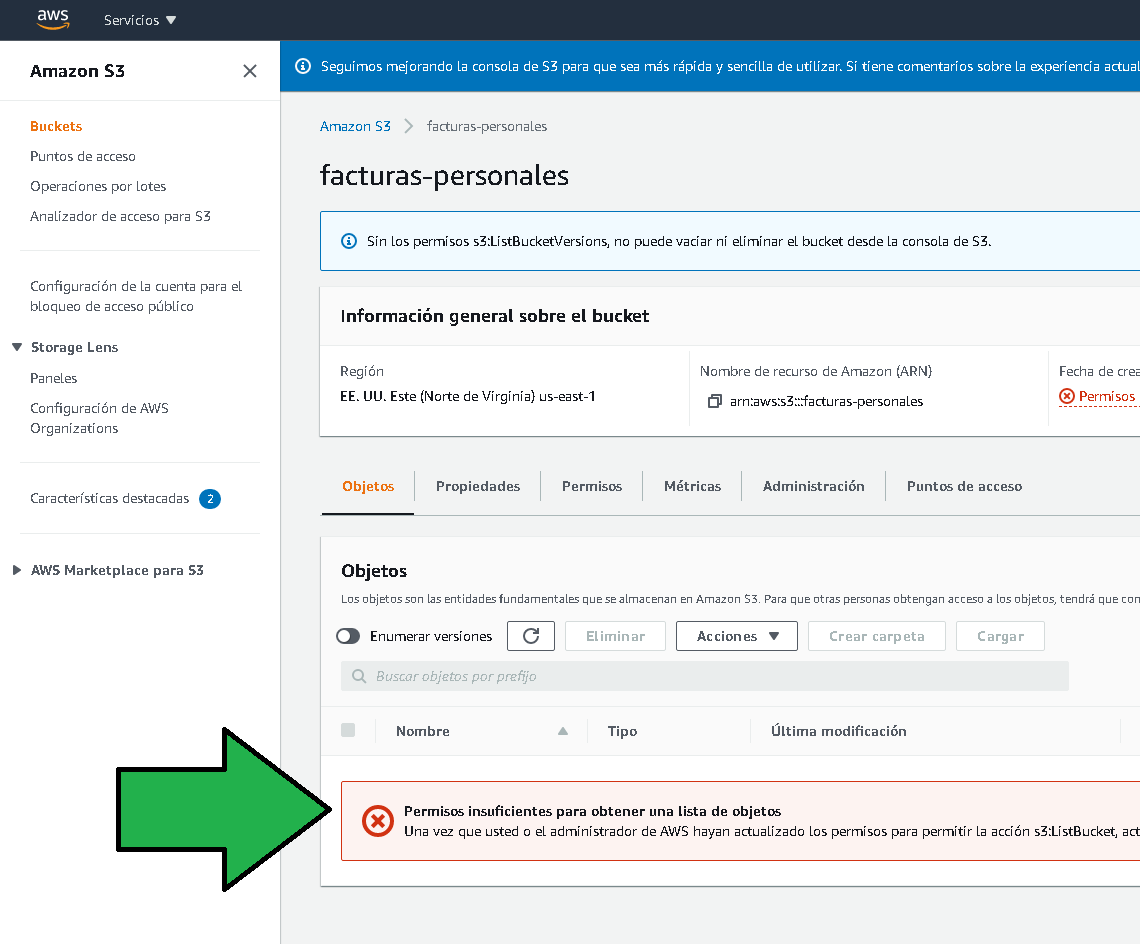 aws
Servicios
Amazon S3
Seguimos mejorando la consola de S3 para que sea más rápida y sencilla de utilizar. Si tiene comentarios sobre la experiencia actual
Buckets
Puntos de acceso
Operaciones por lotes
Analizador de acceso para S3
Configuración de la cuenta para el
bloqueo de acceso público
Storage Lens
Paneles
Configuración de AWS
Organizations
Características destacadas 2
AWS Marketplace para S3
Amazon S3 facturas-personales
facturas-personales
Sin los permisos s3:ListBucketVersions, no puede vaciar ni eliminar el bucket desde la consola de S3.
Información general sobre el bucket
Región
EE. UU. Este (Norte de Virginia) us-east-1
Nombre de recurso de Amazon (ARN)
arn:aws:s3:::facturas-personales
Fecha de crea
Permisos
Objetos Propiedades Permisos Métricas Administración Puntos de acceso
Objetos
Los objetos son las entidades fundamentales que se almacenan en Amazon S3. Para que otras personas obtengan acceso a los objetos, tendrá que con
Enumerar versiones Eliminar Acciones Crear carpeta Cargar
Buscar objetos por prefijo
Nombre Tipo Última modificación
Permisos insuficientes para obtener una lista de objetos
Una vez que usted o el administrador de AWS hayan actualizado los permisos para permitir la acción s3:ListBucket, act